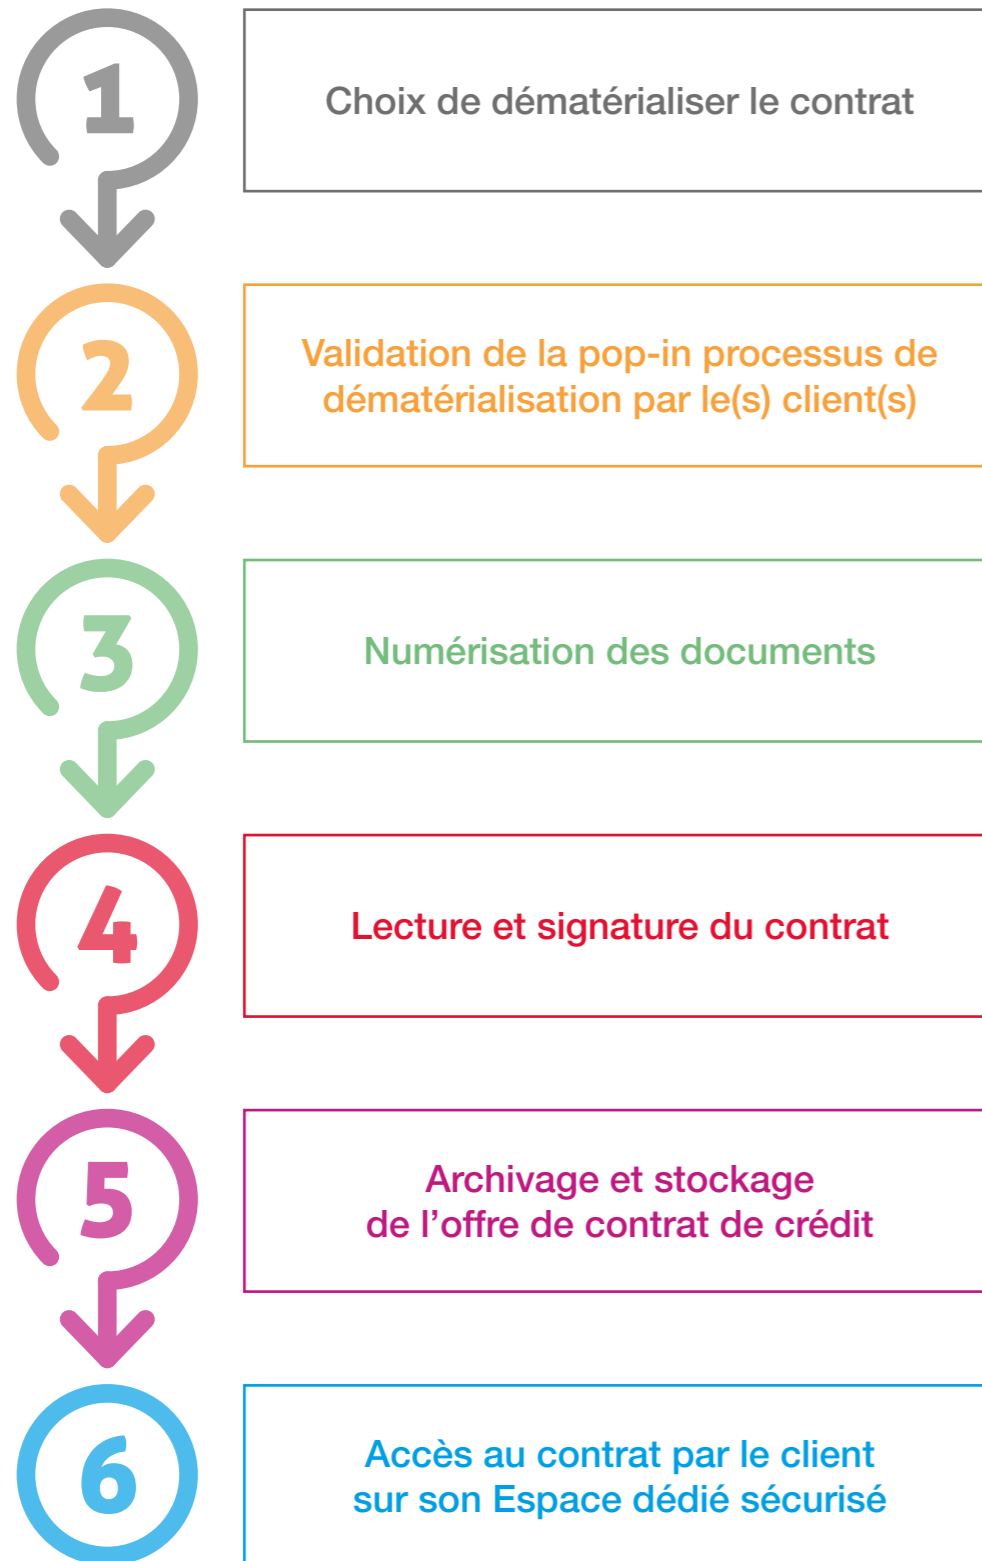 1
Choix de dématérialiser le contrat
2
Validation de la pop-in processus de
dématérialisation par le(s) client(s)
3
Numérisation des documents
4
Lecture et signature du contrat
5
Archivage et stockage
de l’offre de contrat de crédit
6
Accès au contrat par le client
sur son Espace dédié sécurisé